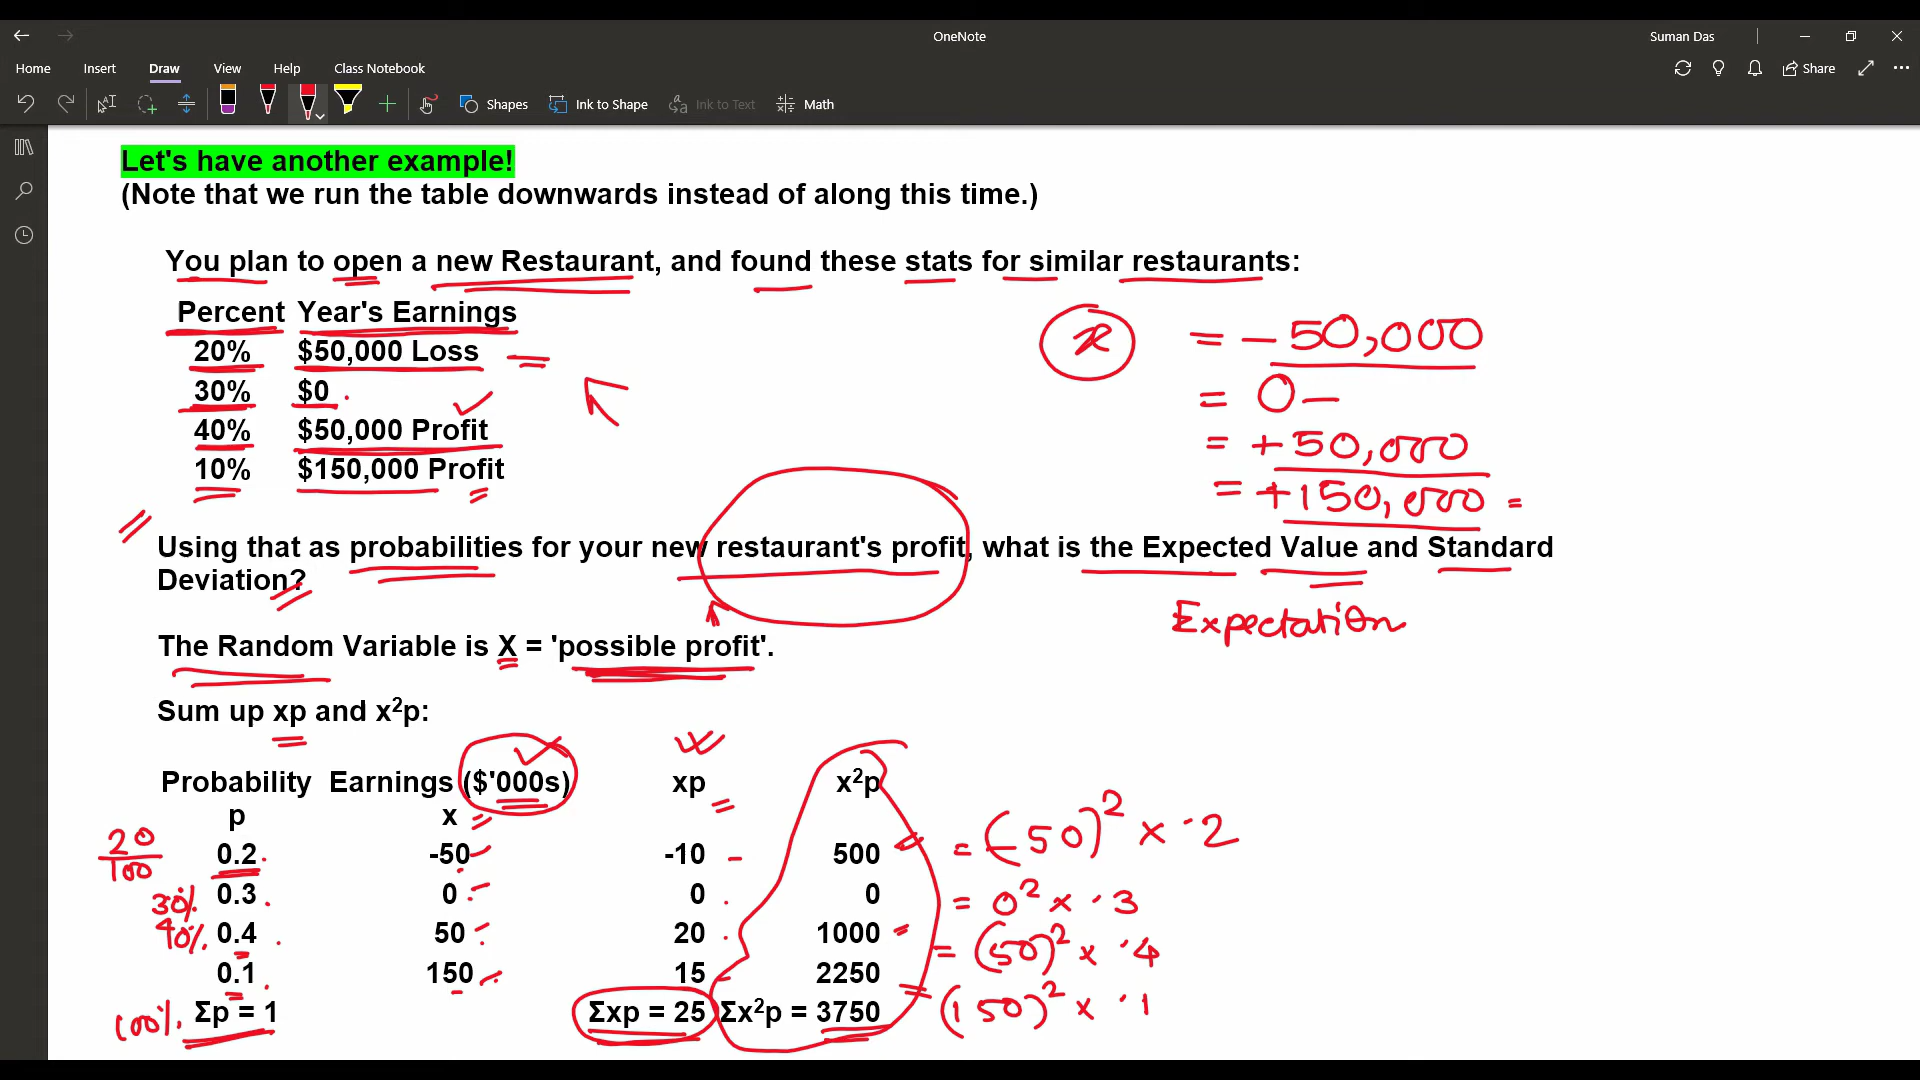 OneNote
Suman Das
Home Insert Draw View Help Class Notebook
Share
Shapes Ink to Shape Ink to Text Math
Let's have another example!
(Note that we run the table downwards instead of along this time.)
You plan to open a new Restaurant, and found these stats for similar restaurants:
Percent Year's Earnings
20% $50,000 Loss
30% $0
40% $50,000 Profit
10% $150,000 Profit
x = -50,000
= 0
= +50,000
= +150,000 =
Using that as probabilities for your new restaurant's profit, what is the Expected Value and Standard
Deviation?
Expectation
The Random Variable is X = 'possible profit'.
Sum up xp and x²p:
Probability Earnings ($'000s) xp x²p
p x
20/100 0.2 -50 -10 500 = (-50)² x .2
30% 0.3 0 0 0 = 0² x .3
40% 0.4 50 20 1000 = (50)² x .4
0.1 150 15 2250 = (150)² x .1
100% Σp = 1 Σxp = 25 Σx²p = 3750